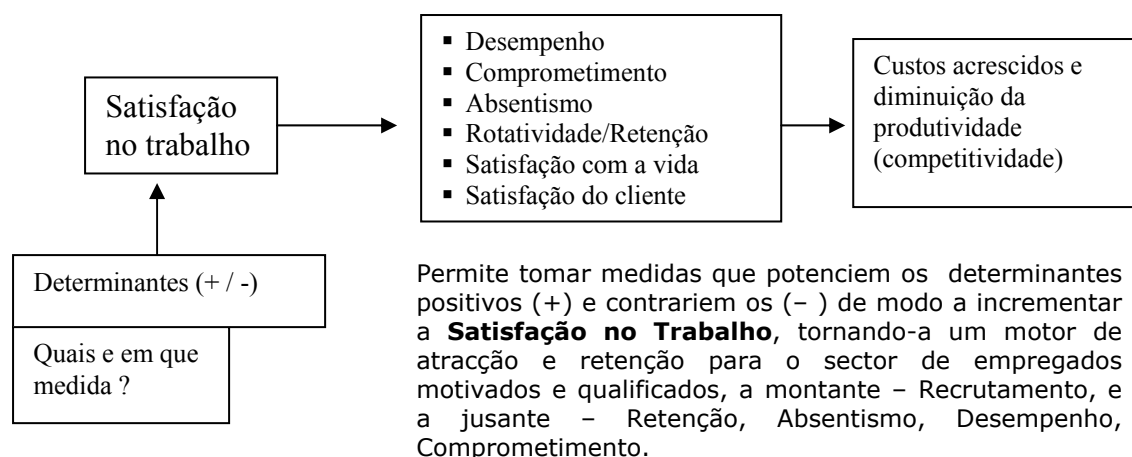 Satisfação
no trabalho
▪ Desempenho
▪ Comprometimento
▪ Absentismo
▪ Rotatividade/Retenção
▪ Satisfação com a vida
▪ Satisfação do cliente
Custos acrescidos e
diminuição da
produtividade
(competitividade)
Determinantes (+ / -)
Quais e em que
medida ?
Permite tomar medidas que potenciem os determinantes
positivos (+) e contrariem os (– ) de modo a incrementar
a Satisfação no Trabalho, tornando-a um motor de
atracção e retenção para o sector de empregados
motivados e qualificados, a montante – Recrutamento, e
a jusante – Retenção, Absentismo, Desempenho,
Comprometimento.